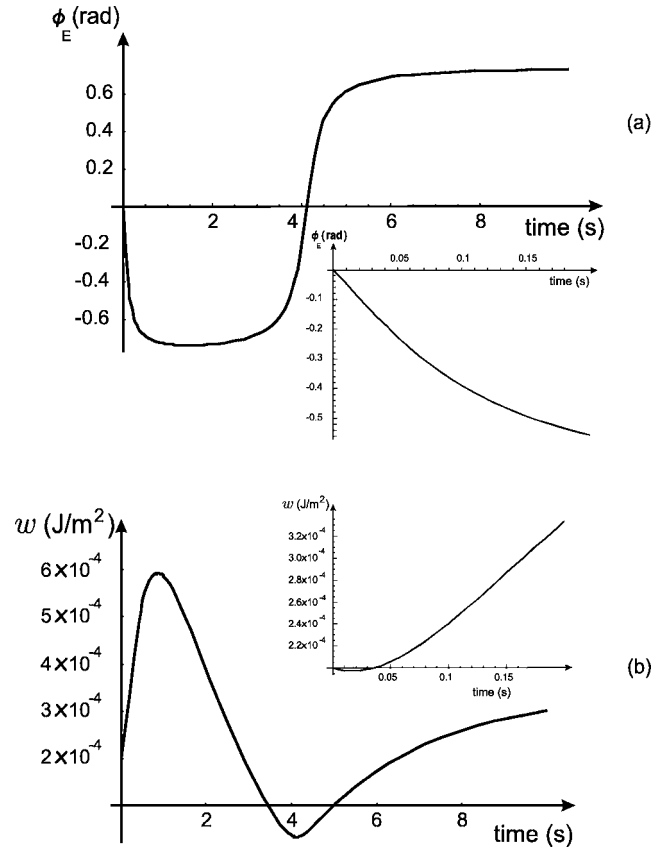 ϕ_E (rad)
0.6
0.4
0.2
-0.2
-0.4
-0.6
2 4 6 8
time (s)
(a)
ϕ_E (rad)
0.05 0.1 0.15
time (s)
-0.1
-0.2
-0.3
-0.4
-0.5
w (J/m²)
6×10⁻⁴
5×10⁻⁴
4×10⁻⁴
3×10⁻⁴
2×10⁻⁴
2 4 6 8
time (s)
w (J/m²)
3.2×10⁻⁴
3.0×10⁻⁴
2.8×10⁻⁴
2.6×10⁻⁴
2.4×10⁻⁴
2.2×10⁻⁴
0.05 0.1 0.15
time (s)
(b)